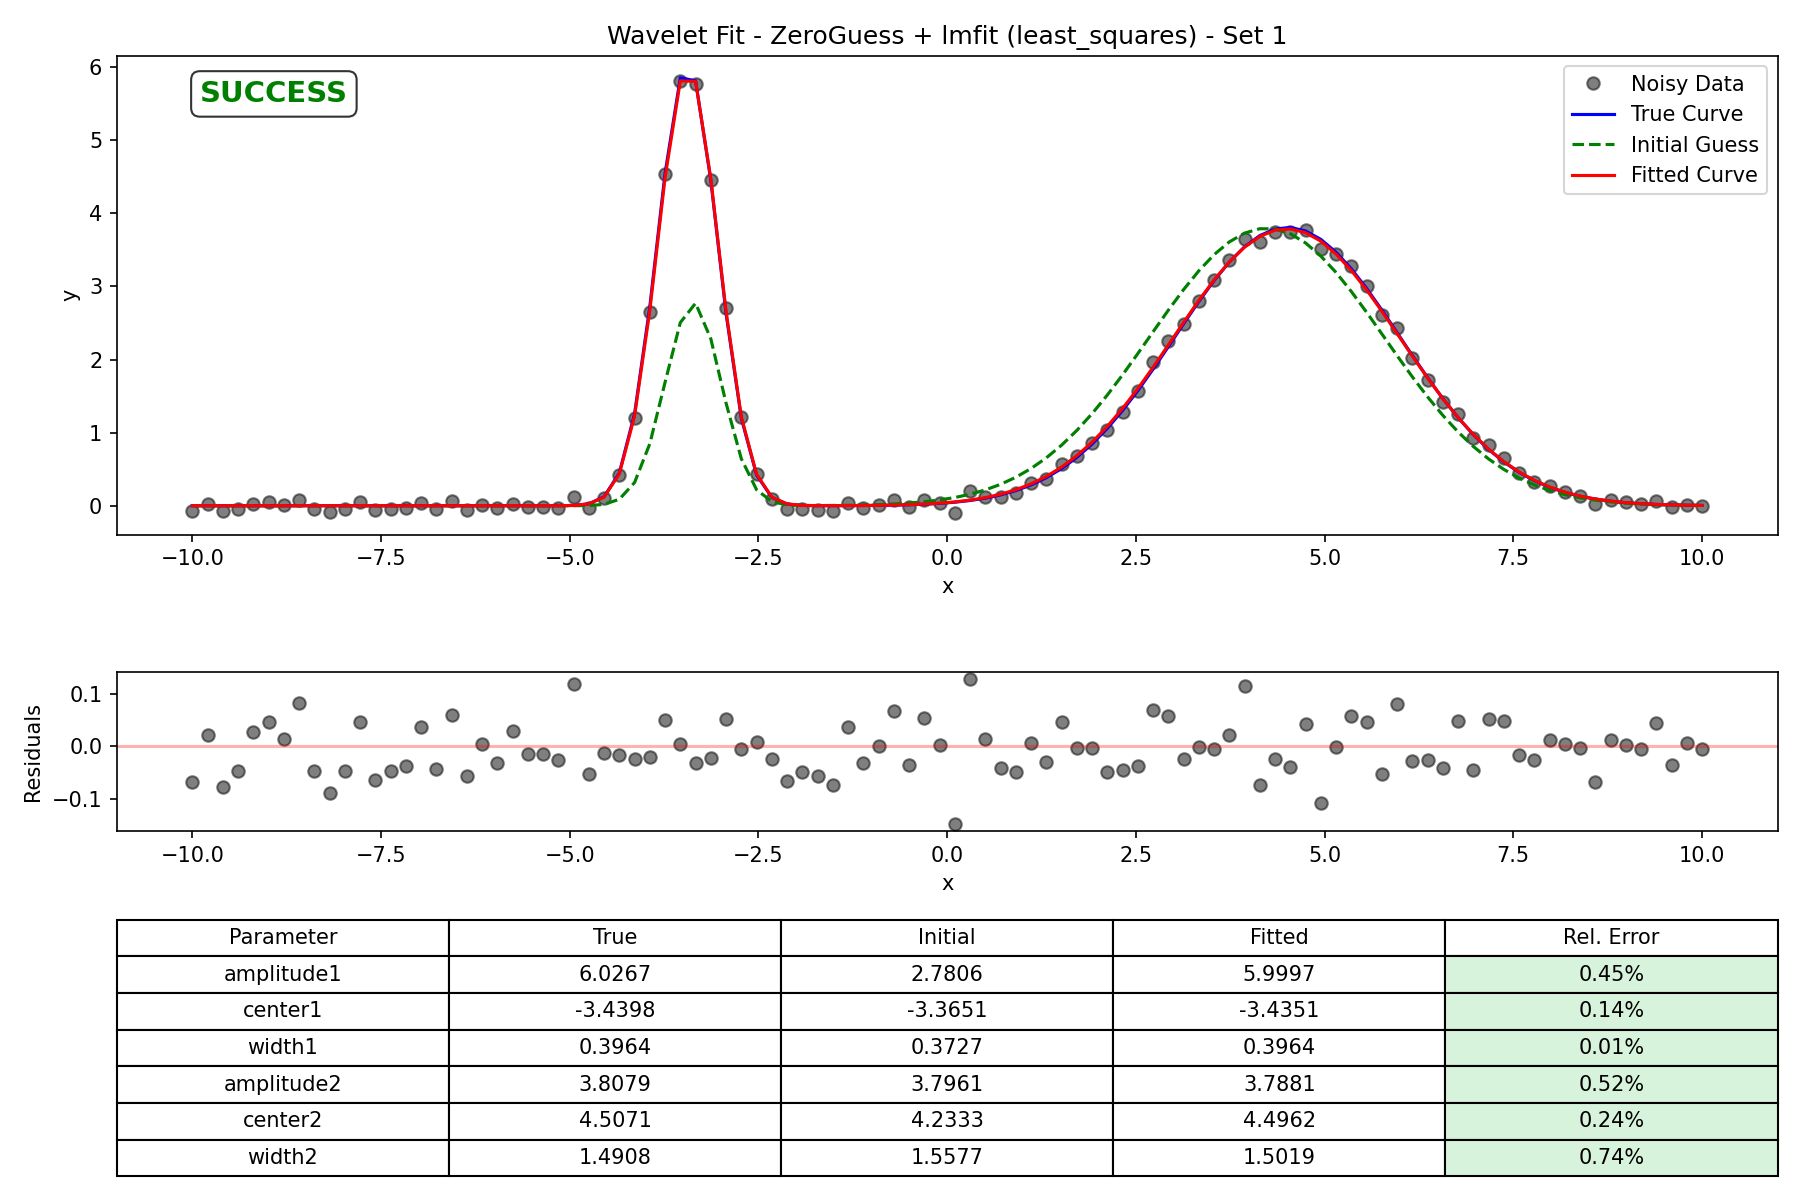 Wavelet Fit - ZeroGuess + lmfit (least_squares) - Set 1
SUCCESS
Noisy Data
True Curve
Initial Guess
Fitted Curve
6
5
4
3
2
1
0
y
−10.0 −7.5 −5.0 −2.5 0.0 2.5 5.0 7.5 10.0
x
0.1
0.0
−0.1
Residuals
−10.0 −7.5 −5.0 −2.5 0.0 2.5 5.0 7.5 10.0
x
Parameter True Initial Fitted Rel. Error
amplitude1 6.0267 2.7806 5.9997 0.45%
center1 -3.4398 -3.3651 -3.4351 0.14%
width1 0.3964 0.3727 0.3964 0.01%
amplitude2 3.8079 3.7961 3.7881 0.52%
center2 4.5071 4.2333 4.4962 0.24%
width2 1.4908 1.5577 1.5019 0.74%